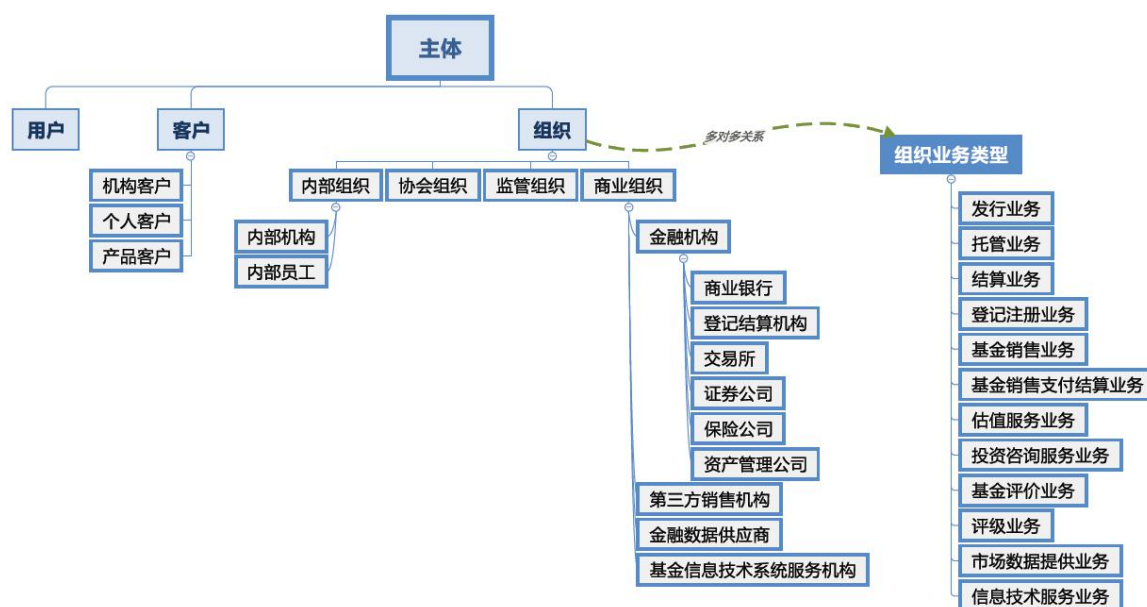 主体
用户
客户
组织
多对多关系
组织业务类型
机构客户
个人客户
产品客户
内部组织
协会组织
监管组织
商业组织
内部机构
内部员工
金融机构
商业银行
登记结算机构
交易所
证券公司
保险公司
资产管理公司
第三方销售机构
金融数据供应商
基金信息技术系统服务机构
发行业务
托管业务
结算业务
登记注册业务
基金销售业务
基金销售支付结算业务
估值服务业务
投资咨询服务业务
基金评价业务
评级业务
市场数据提供业务
信息技术服务业务